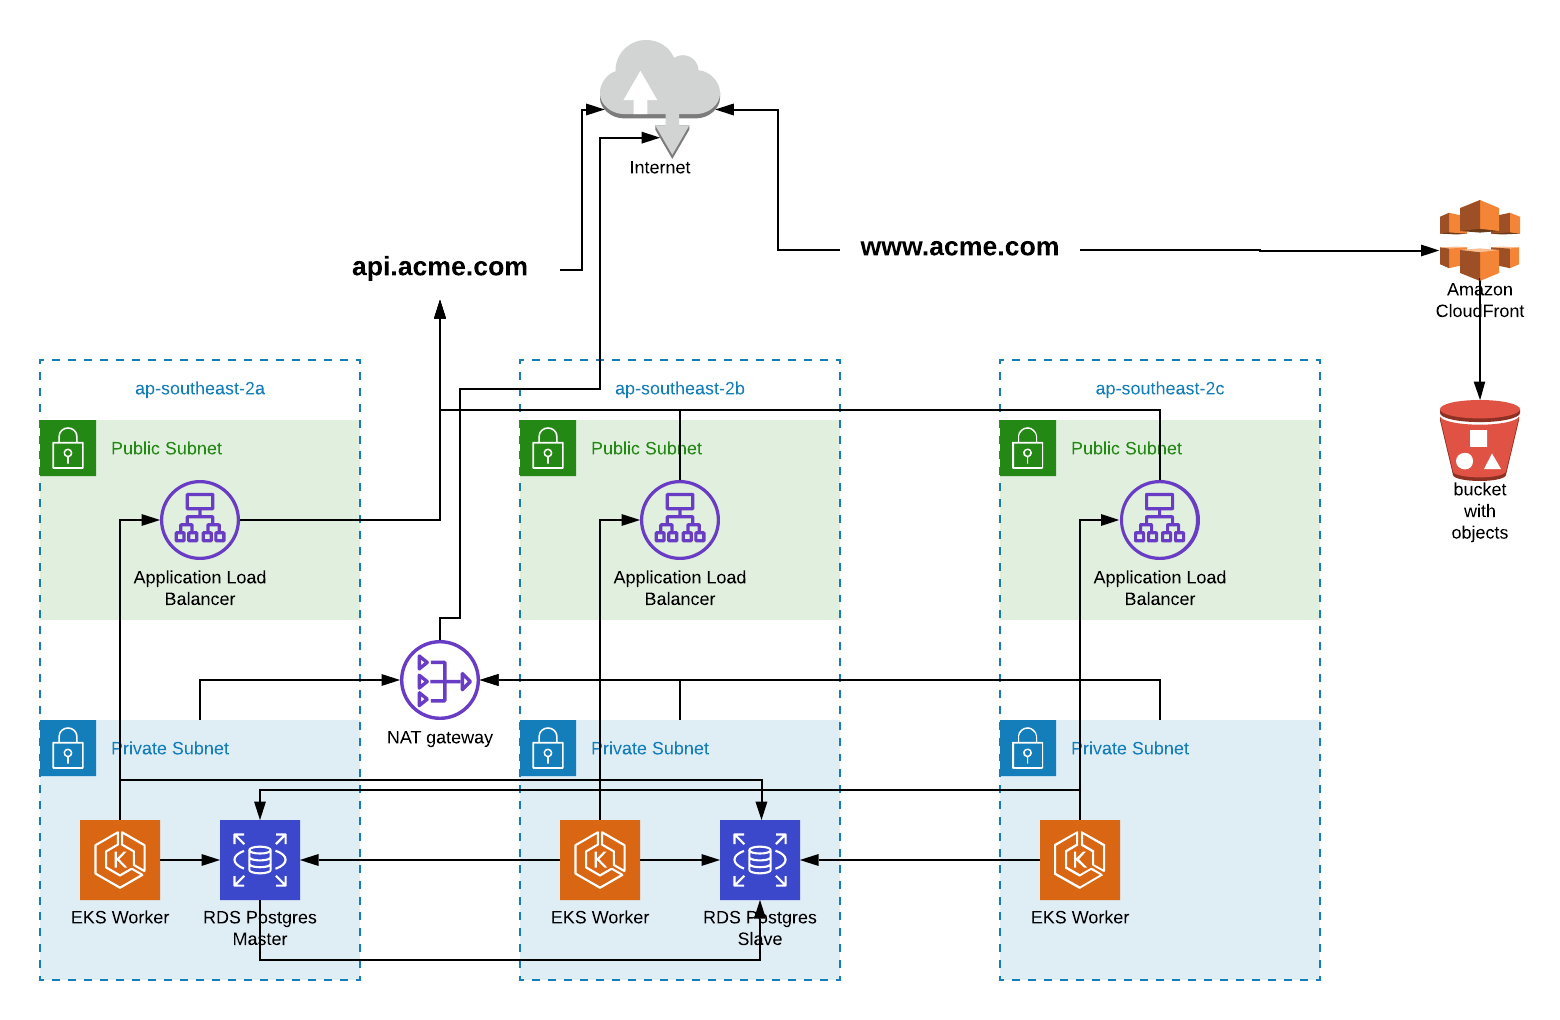 Internet
www.acme.com
api.acme.com
Amazon
CloudFront
ap-southeast-2a
ap-southeast-2b
ap-southeast-2c
Public Subnet
Public Subnet
Public Subnet
bucket
with
objects
Application Load
Balancer
Application Load
Balancer
Application Load
Balancer
NAT gateway
Private Subnet
Private Subnet
Private Subnet
K
K
K
EKS Worker
RDS Postgres
Master
EKS Worker
RDS Postgres
Slave
EKS Worker